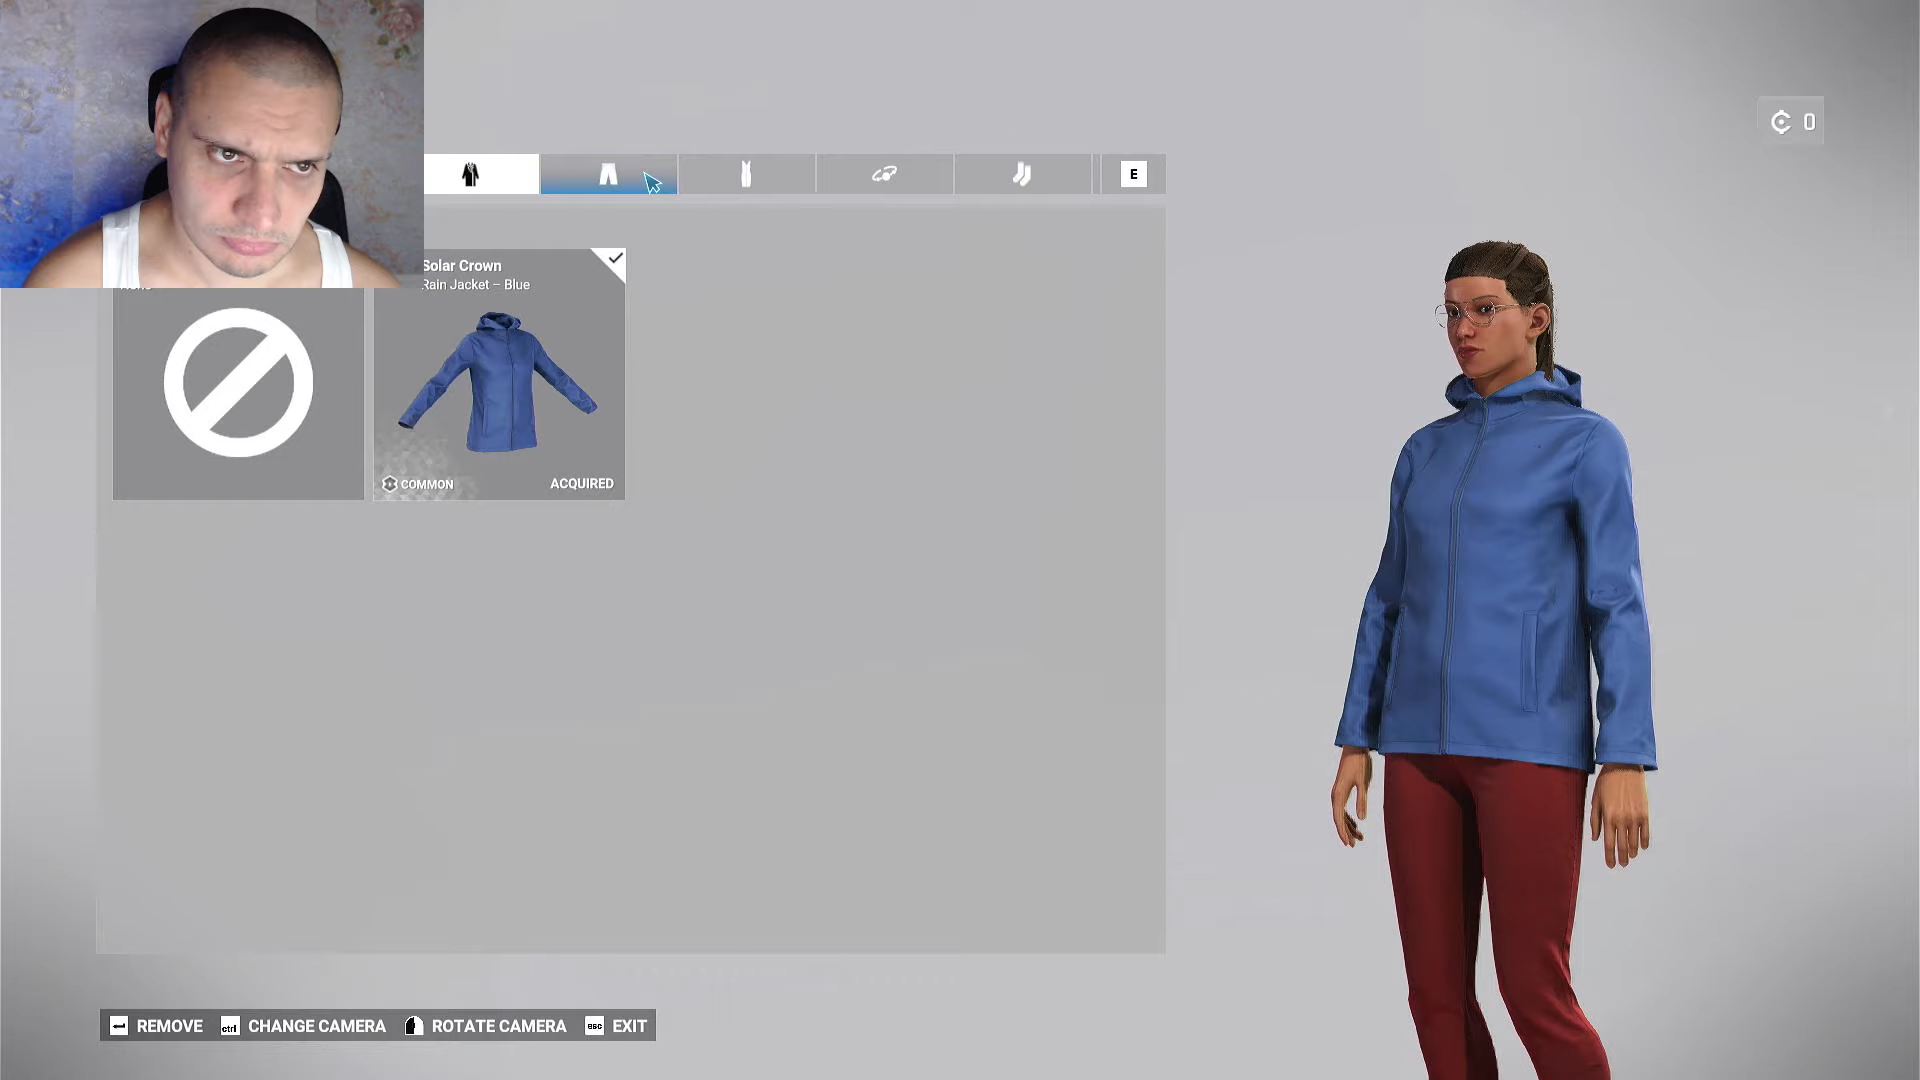 0
E
Solar Crown
Rain Jacket – Blue
COMMON
ACQUIRED
REMOVE
ctrl CHANGE CAMERA
ROTATE CAMERA
esc EXIT